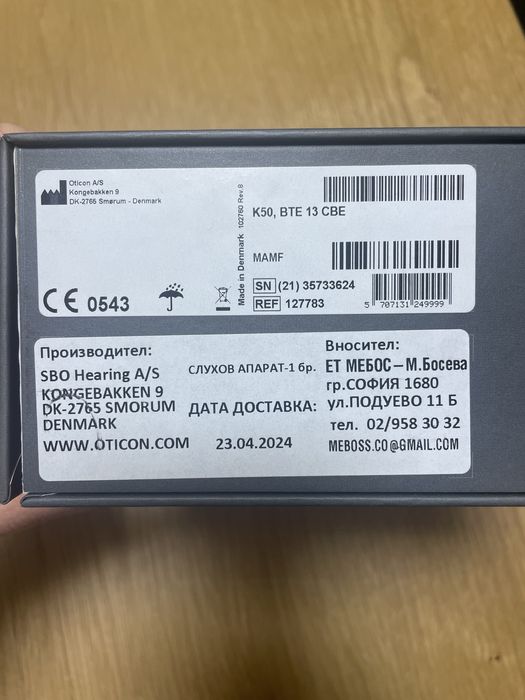 Oticon A/S
Kongebakken 9
DK-2765 Smørum - Denmark
Made in Denmark 102760 Rev.8
K50, BTE 13 CBE
MAMF
SN (21) 35733624
REF 127783
5 707131 249999
CE 0543
Производител:
SBO Hearing A/S
KONGEBAKKEN 9
DK-2765 SMORUM
DENMARK
WWW.OTICON.COM
СЛУХОВ АПАРАТ-1 бр.
ДАТА ДОСТАВКА:
23.04.2024
Вносител:
ЕТ МЕБОС – М.Босева
гр.СОФИЯ 1680
ул.ПОДУЕВО 11 Б
тел. 02/958 30 32
MEBOSS.CO@GMAIL.COM